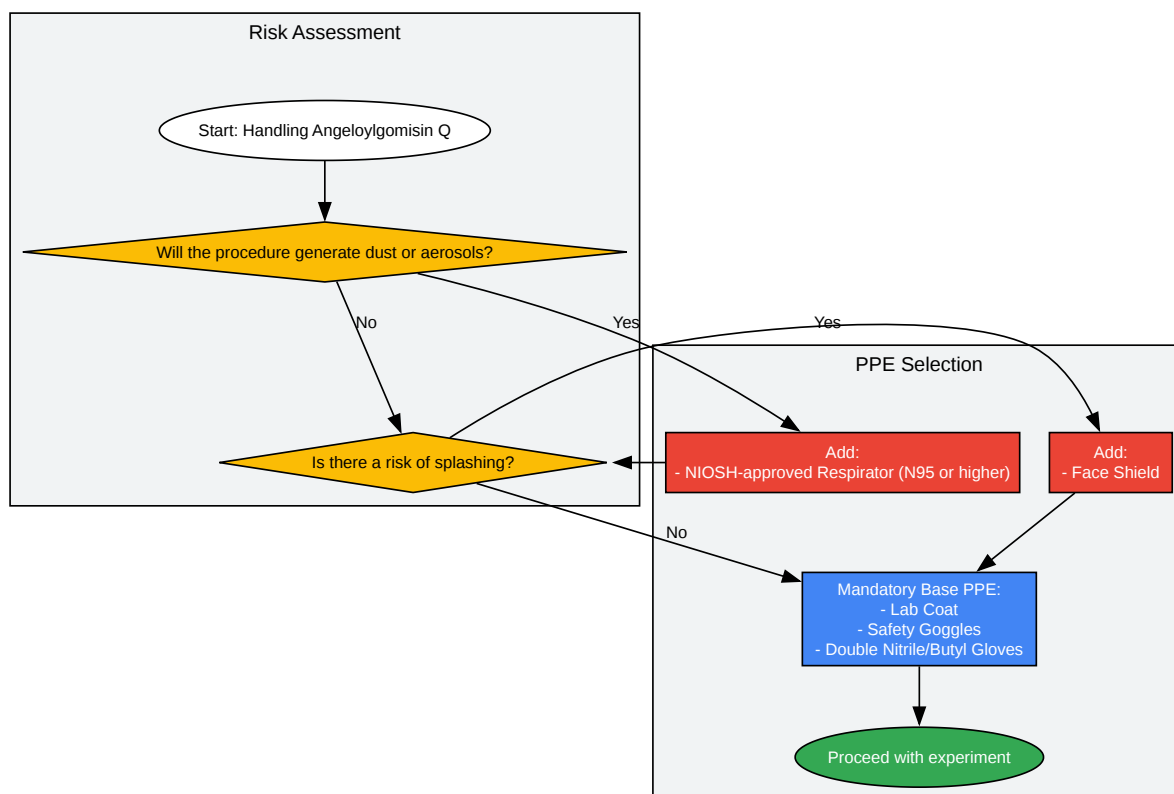 Risk Assessment
Start: Handling Angeloylgomisin Q
Will the procedure generate dust or aerosols?
No
Yes
Yes
PPE Selection
Is there a risk of splashing?
Add:
- NIOSH-approved Respirator (N95 or higher)
Add:
- Face Shield
No
Mandatory Base PPE:
- Lab Coat
- Safety Goggles
- Double Nitrile/Butyl Gloves
Proceed with experiment